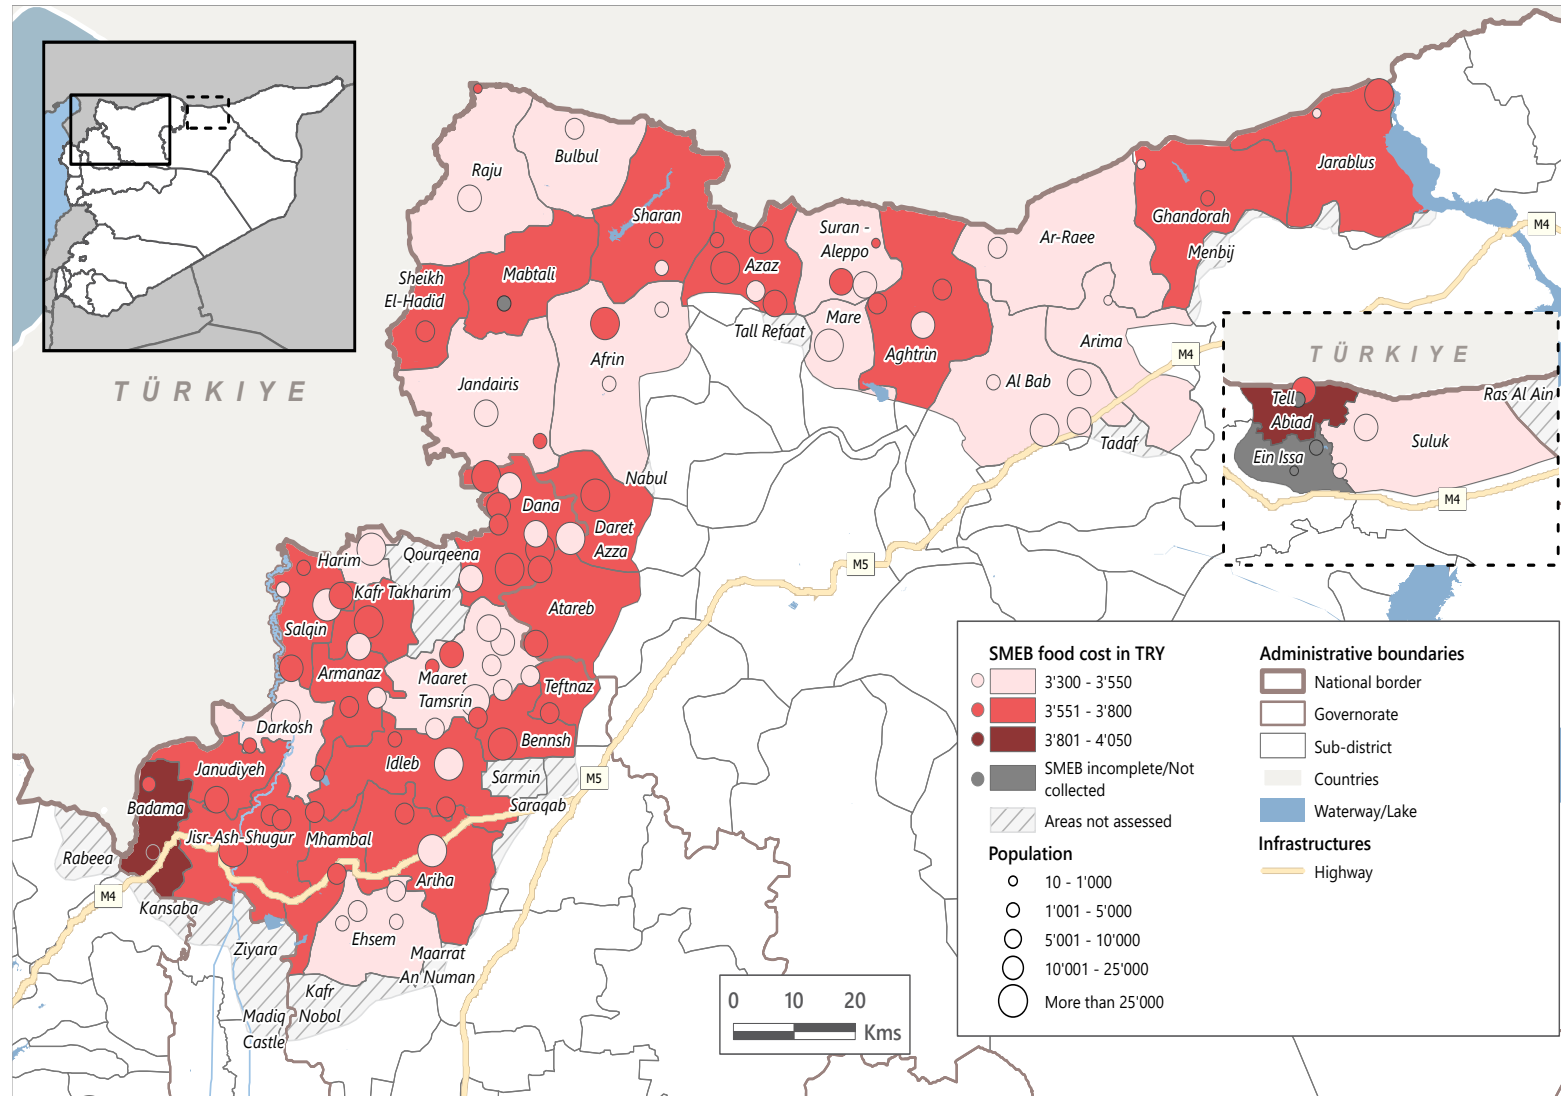 TÜRKIYE
Raju
Bulbul
Sharan
Sheikh
El-Hadid
Mabtali
Azaz
Suran -
Aleppo
Ar-Raee
Ghandorah
Jarablus
Menbij
M4
Afrin
Jandairis
Tall Refaat
Mare
Aghtrin
Arima
M4
Al Bab
Tadaf
TÜRKIYE
Tell
Abiad
Ras Al Ain
Suluk
Ein Issa
M4
Nabul
Dana
Daret
Azza
Harim
Qourqeena
Kafr Takharim
Atareb
M5
Salqin
Armanaz
Maaret
Tamsrin
Teftnaz
Darkosh
Bennsh
Janudiyeh
Idleb
Sarmin
M5
Saraqab
Badama
Jisr-Ash-Shugur
Mhambal
Rabeea
Ariha
M4
Kansaba
Ehsem
Ziyara
Maarrat
An Numan
Kafr
Nobol
Madiq
Castle
0 10 20
Kms
SMEB food cost in TRY
3'300 - 3'550
3'551 - 3'800
3'801 - 4'050
SMEB incomplete/Not
collected
Areas not assessed
Population
10 - 1'000
1'001 - 5'000
5'001 - 10'000
10'001 - 25'000
More than 25'000
Administrative boundaries
National border
Governorate
Sub-district
Countries
Waterway/Lake
Infrastructures
Highway